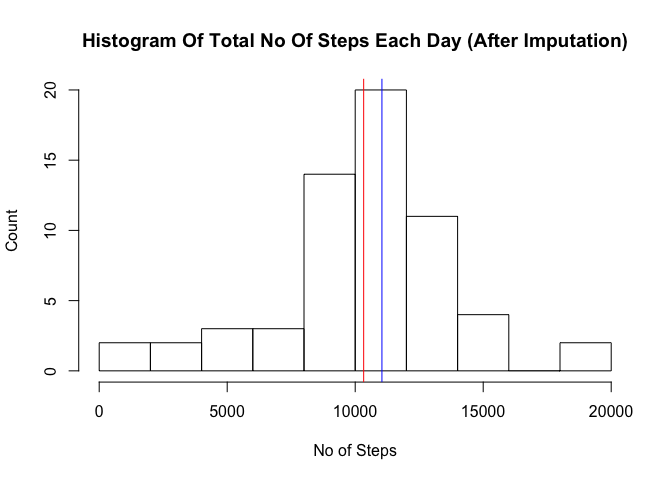 Histogram Of Total No Of Steps Each Day (After Imputation)
20
15
10
5
0
Count
0 5000 10000 15000 20000
No of Steps